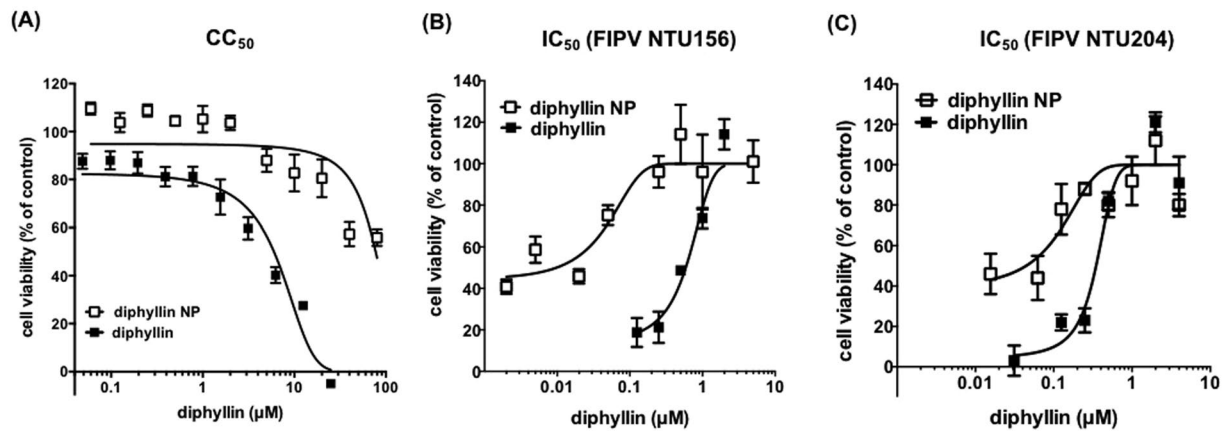 (A)
CC50
120
100
80
60
40
20
0
0.1
1
10
100
cell viability (% of control)
diphyllin NP
diphyllin
diphyllin (µM)
(B)
IC50 (FIPV NTU156)
140
120
100
80
60
40
20
0
0.01
0.1
1
10
cell viability (% of control)
diphyllin NP
diphyllin
diphyllin (µM)
(C)
IC50 (FIPV NTU204)
140
120
100
80
60
40
20
0
0.01
0.1
1
10
cell viability (% of control)
diphyllin NP
diphyllin
diphyllin (µM)